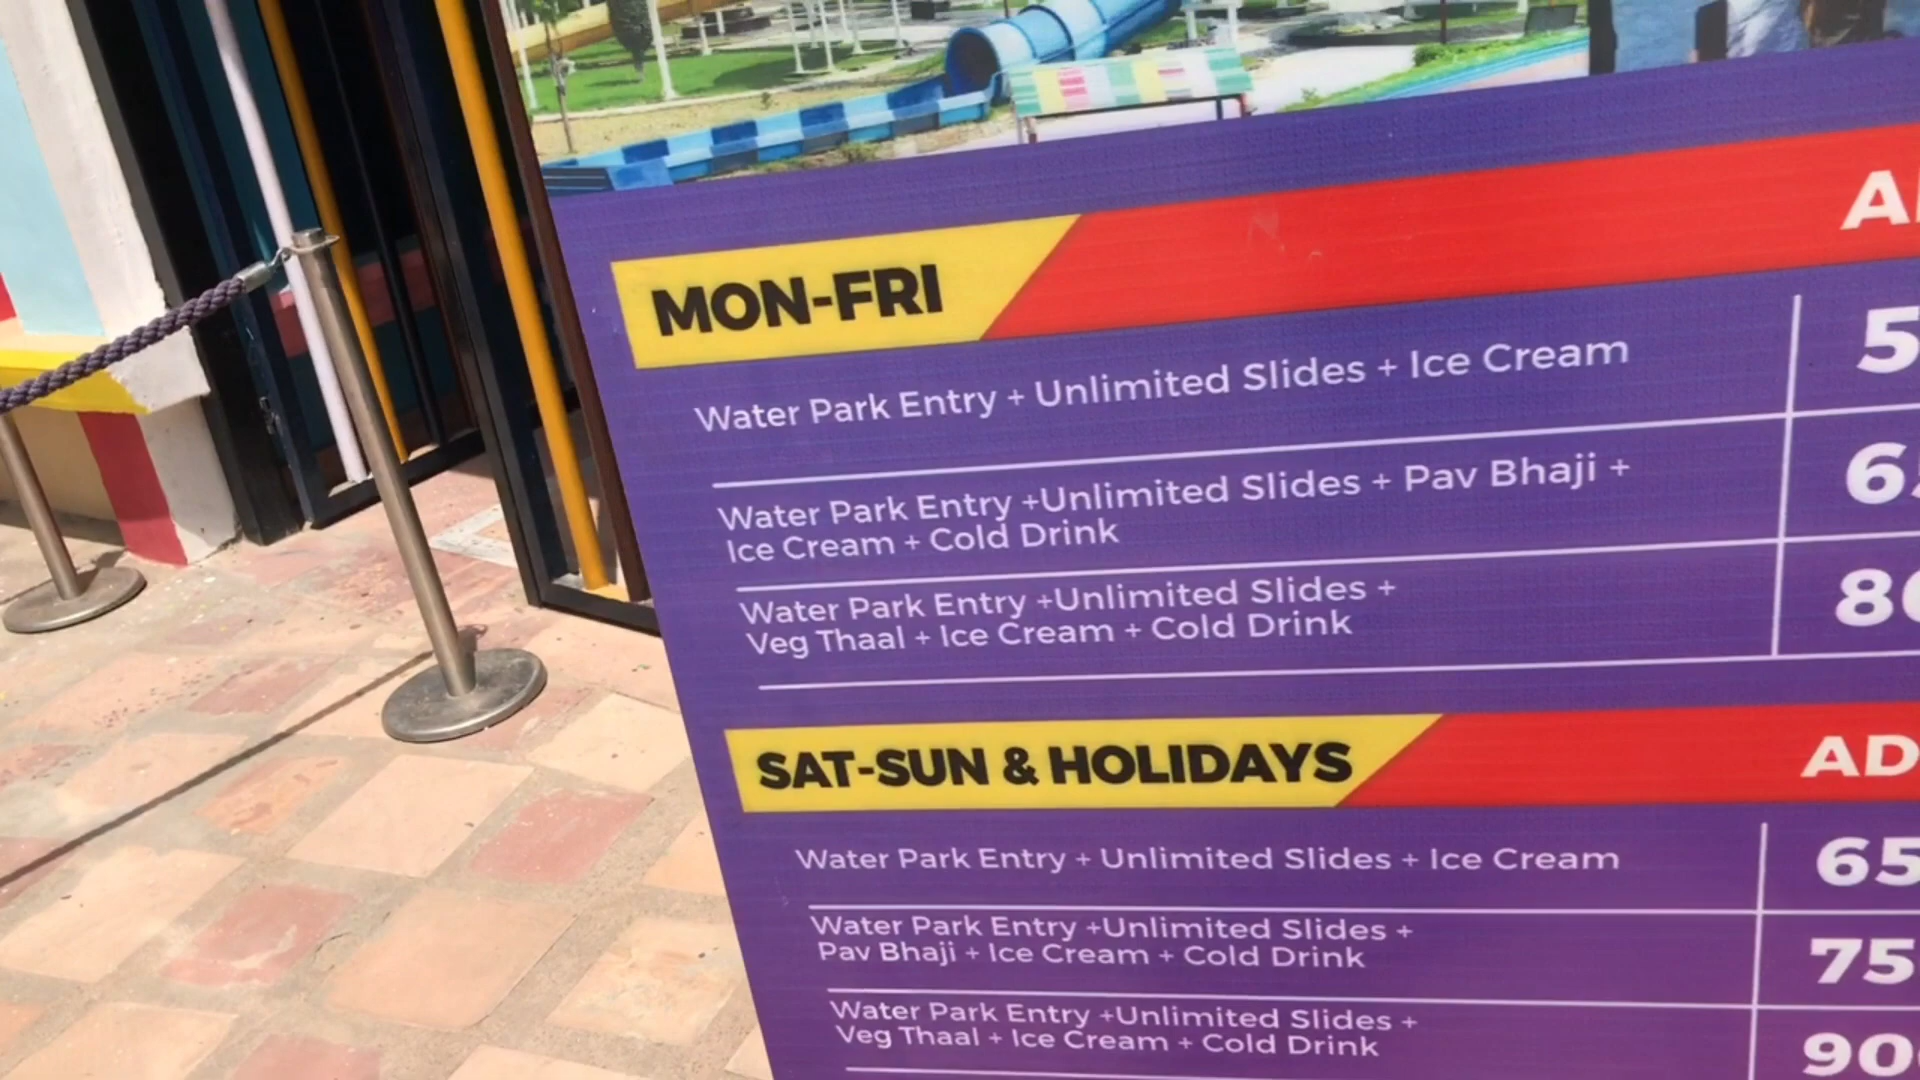 MON-FRI
Water Park Entry + Unlimited Slides + Ice Cream
Water Park Entry +Unlimited Slides + Pav Bhaji +
Ice Cream + Cold Drink
Water Park Entry +Unlimited Slides +
Veg Thaal + Ice Cream + Cold Drink
SAT-SUN & HOLIDAYS
Water Park Entry + Unlimited Slides + Ice Cream
Water Park Entry +Unlimited Slides +
Pav Bhaji + Ice Cream + Cold Drink
Water Park Entry +Unlimited Slides +
Veg Thaal + Ice Cream + Cold Drink